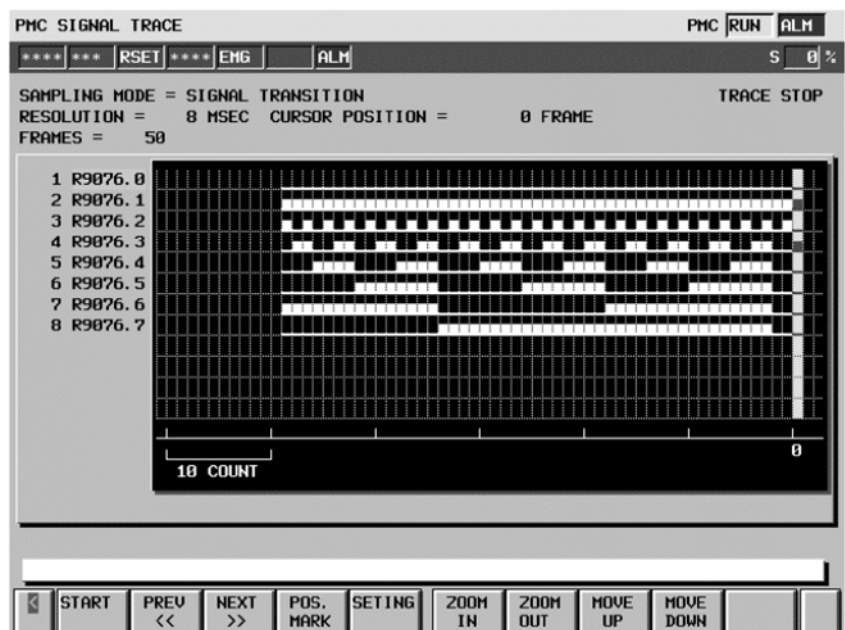 PMC SIGNAL TRACE PMC RUN ALM
**** *** RSET **** EMG ALM S 0 %
SAMPLING MODE = SIGNAL TRANSITION TRACE STOP
RESOLUTION = 8 MSEC CURSOR POSITION = 0 FRAME
FRAMES = 50
1 R9076.0
2 R9076.1
3 R9076.2
4 R9076.3
5 R9076.4
6 R9076.5
7 R9076.6
8 R9076.7
0
10 COUNT
< START PREV << NEXT >> POS. MARK SETING ZOOM IN ZOOM OUT MOVE UP MOVE DOWN